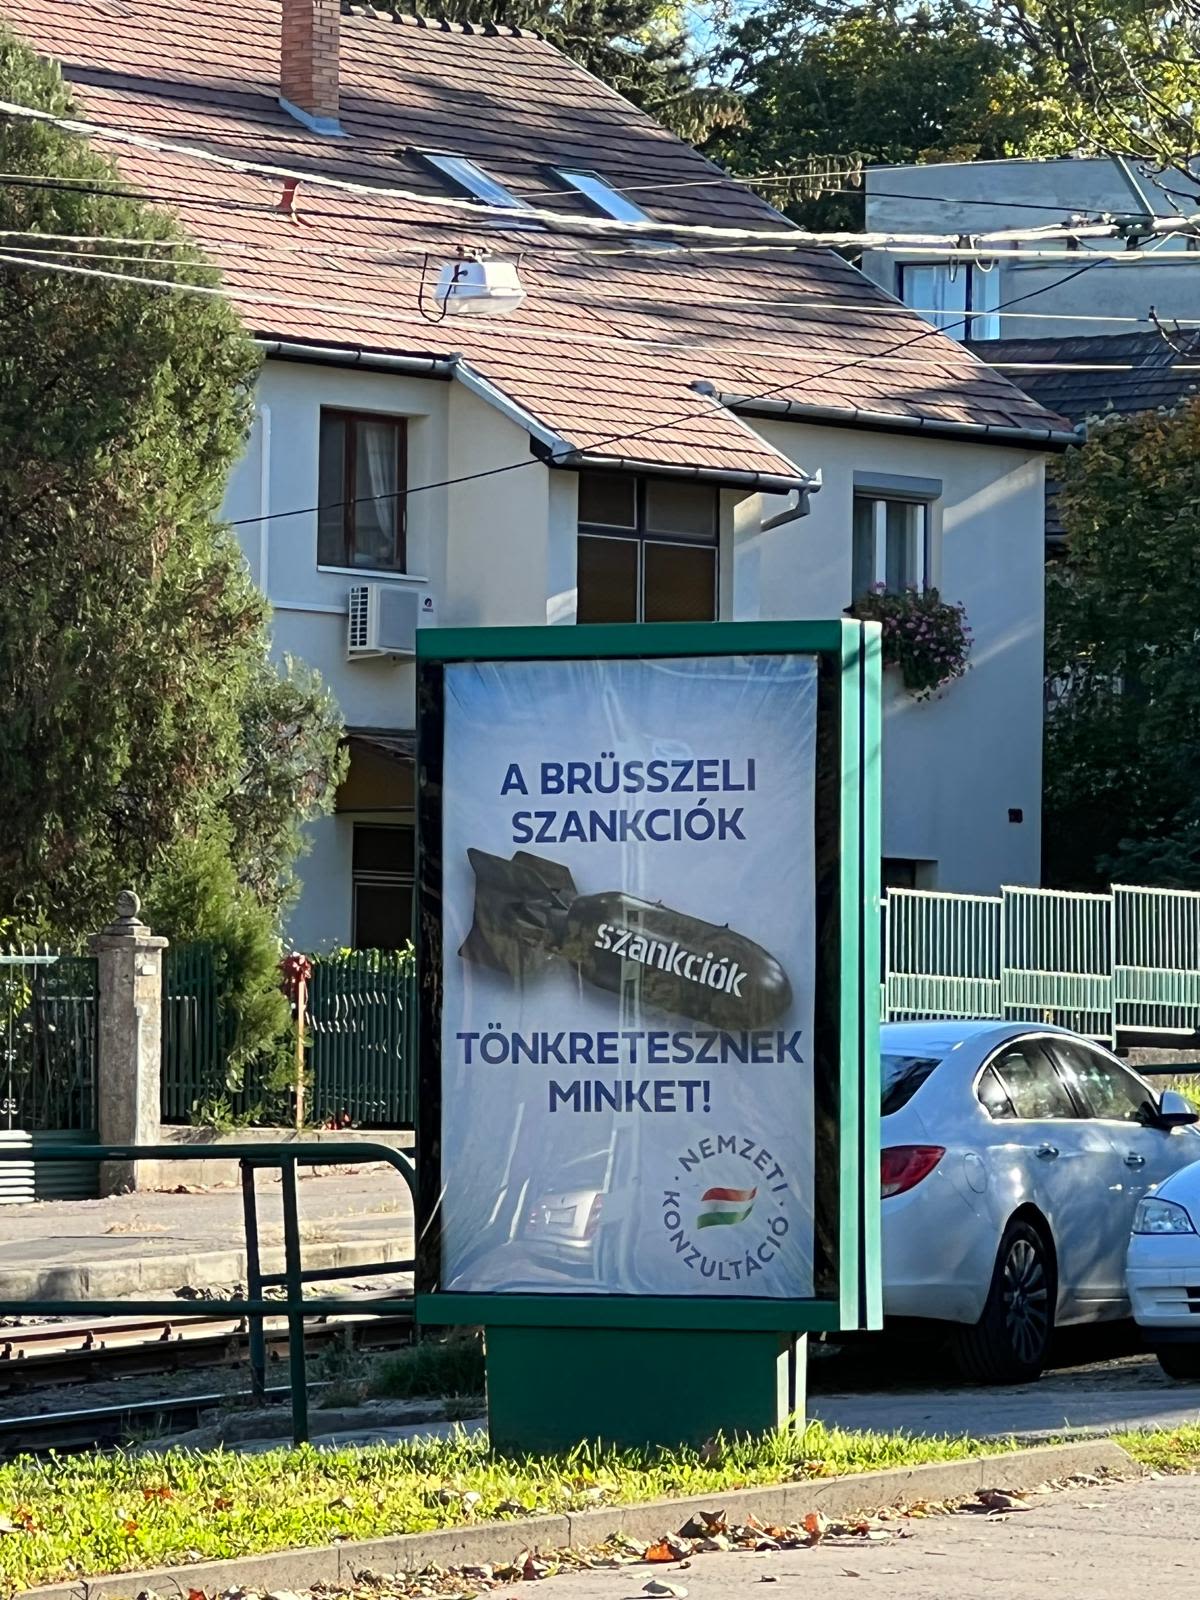 A BRÜSSZELI
SZANKCIÓK
szankciók
TÖNKRETESZNEK
MINKET!
· NEMZETI ·
KONZULTÁCIÓ